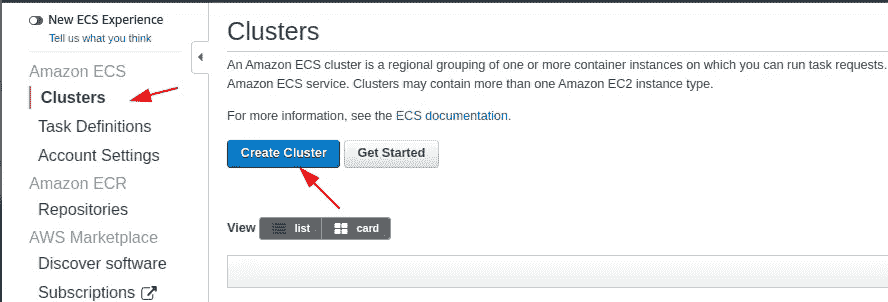 New ECS Experience
Tell us what you think
Amazon ECS
Clusters
Task Definitions
Account Settings
Amazon ECR
Repositories
AWS Marketplace
Discover software
Subscriptions
Clusters
An Amazon ECS cluster is a regional grouping of one or more container instances on which you can run task requests.
Amazon ECS service. Clusters may contain more than one Amazon EC2 instance type.
For more information, see the ECS documentation.
Create Cluster Get Started
View list card